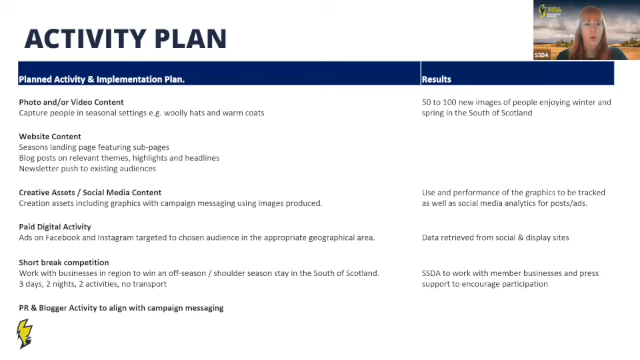 ACTIVITY PLAN
SSDA
Planned Activity & Implementation Plan.
Results
Photo and/or Video Content
Capture people in seasonal settings e.g. woolly hats and warm coats
50 to 100 new images of people enjoying winter and
spring in the South of Scotland
Website Content
Seasons landing page featuring sub-pages
Blog posts on relevant themes, highlights and headlines
Newsletter push to existing audiences
Creative Assets / Social Media Content
Creation assets including graphics with campaign messaging using images produced.
Use and performance of the graphics to be tracked
as well as social media analytics for posts/ads.
Paid Digital Activity
Ads on Facebook and Instagram targeted to chosen audience in the appropriate geographical area.
Data retrieved from social & display sites
Short break competition
Work with businesses in region to win an off-season / shoulder season stay in the South of Scotland.
3 days, 2 nights, 2 activities, no transport
SSDA to work with member businesses and press
support to encourage participation
PR & Blogger Activity to align with campaign messaging